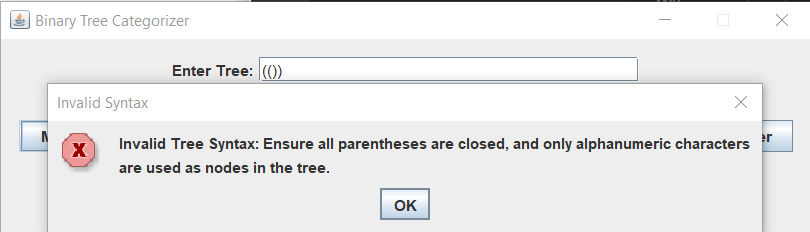 Binary Tree Categorizer
Enter Tree: (())
Invalid Syntax
Invalid Tree Syntax: Ensure all parentheses are closed, and only alphanumeric characters
are used as nodes in the tree.
OK